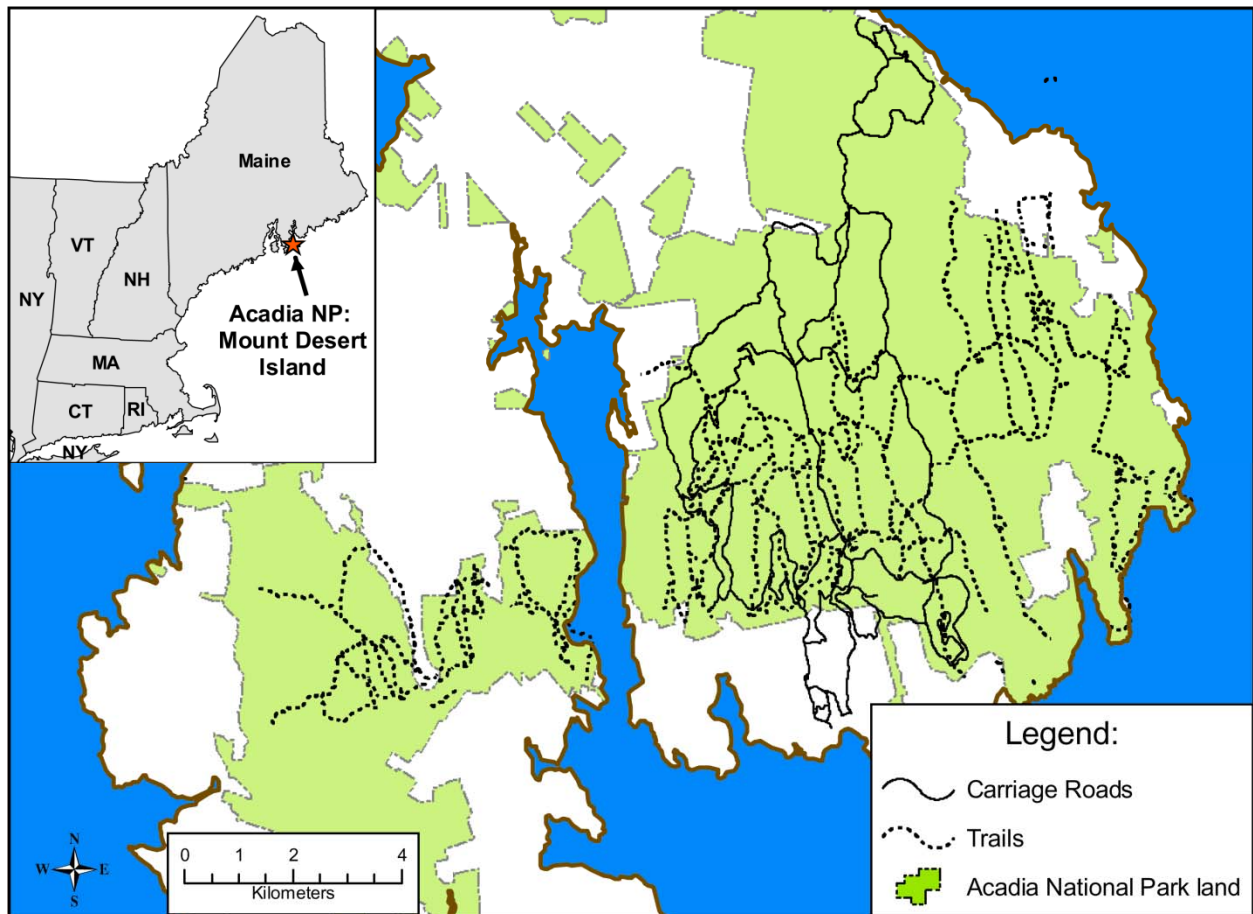 Maine
VT
NH
NY
MA
CT
RI
NY
Acadia NP:
Mount Desert
Island
Legend:
Carriage Roads
Trails
Acadia National Park land
0 2 4
Kilometers
N
W E
S